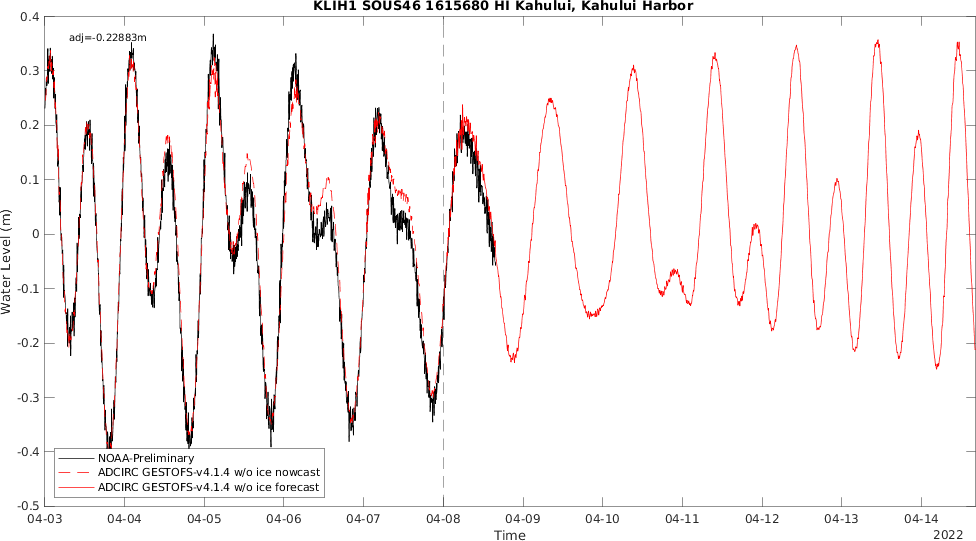 KLIH1 SOUS46 1615680 HI Kahului, Kahului Harbor
adj=-0.22883m
0.4
0.3
0.2
0.1
0
-0.1
-0.2
-0.3
-0.4
-0.5
Water Level (m)
NOAA-Preliminary
ADCIRC GESTOFS-v4.1.4 w/o ice nowcast
ADCIRC GESTOFS-v4.1.4 w/o ice forecast
04-03 04-04 04-05 04-06 04-07 04-08 04-09 04-10 04-11 04-12 04-13 04-14
Time
2022